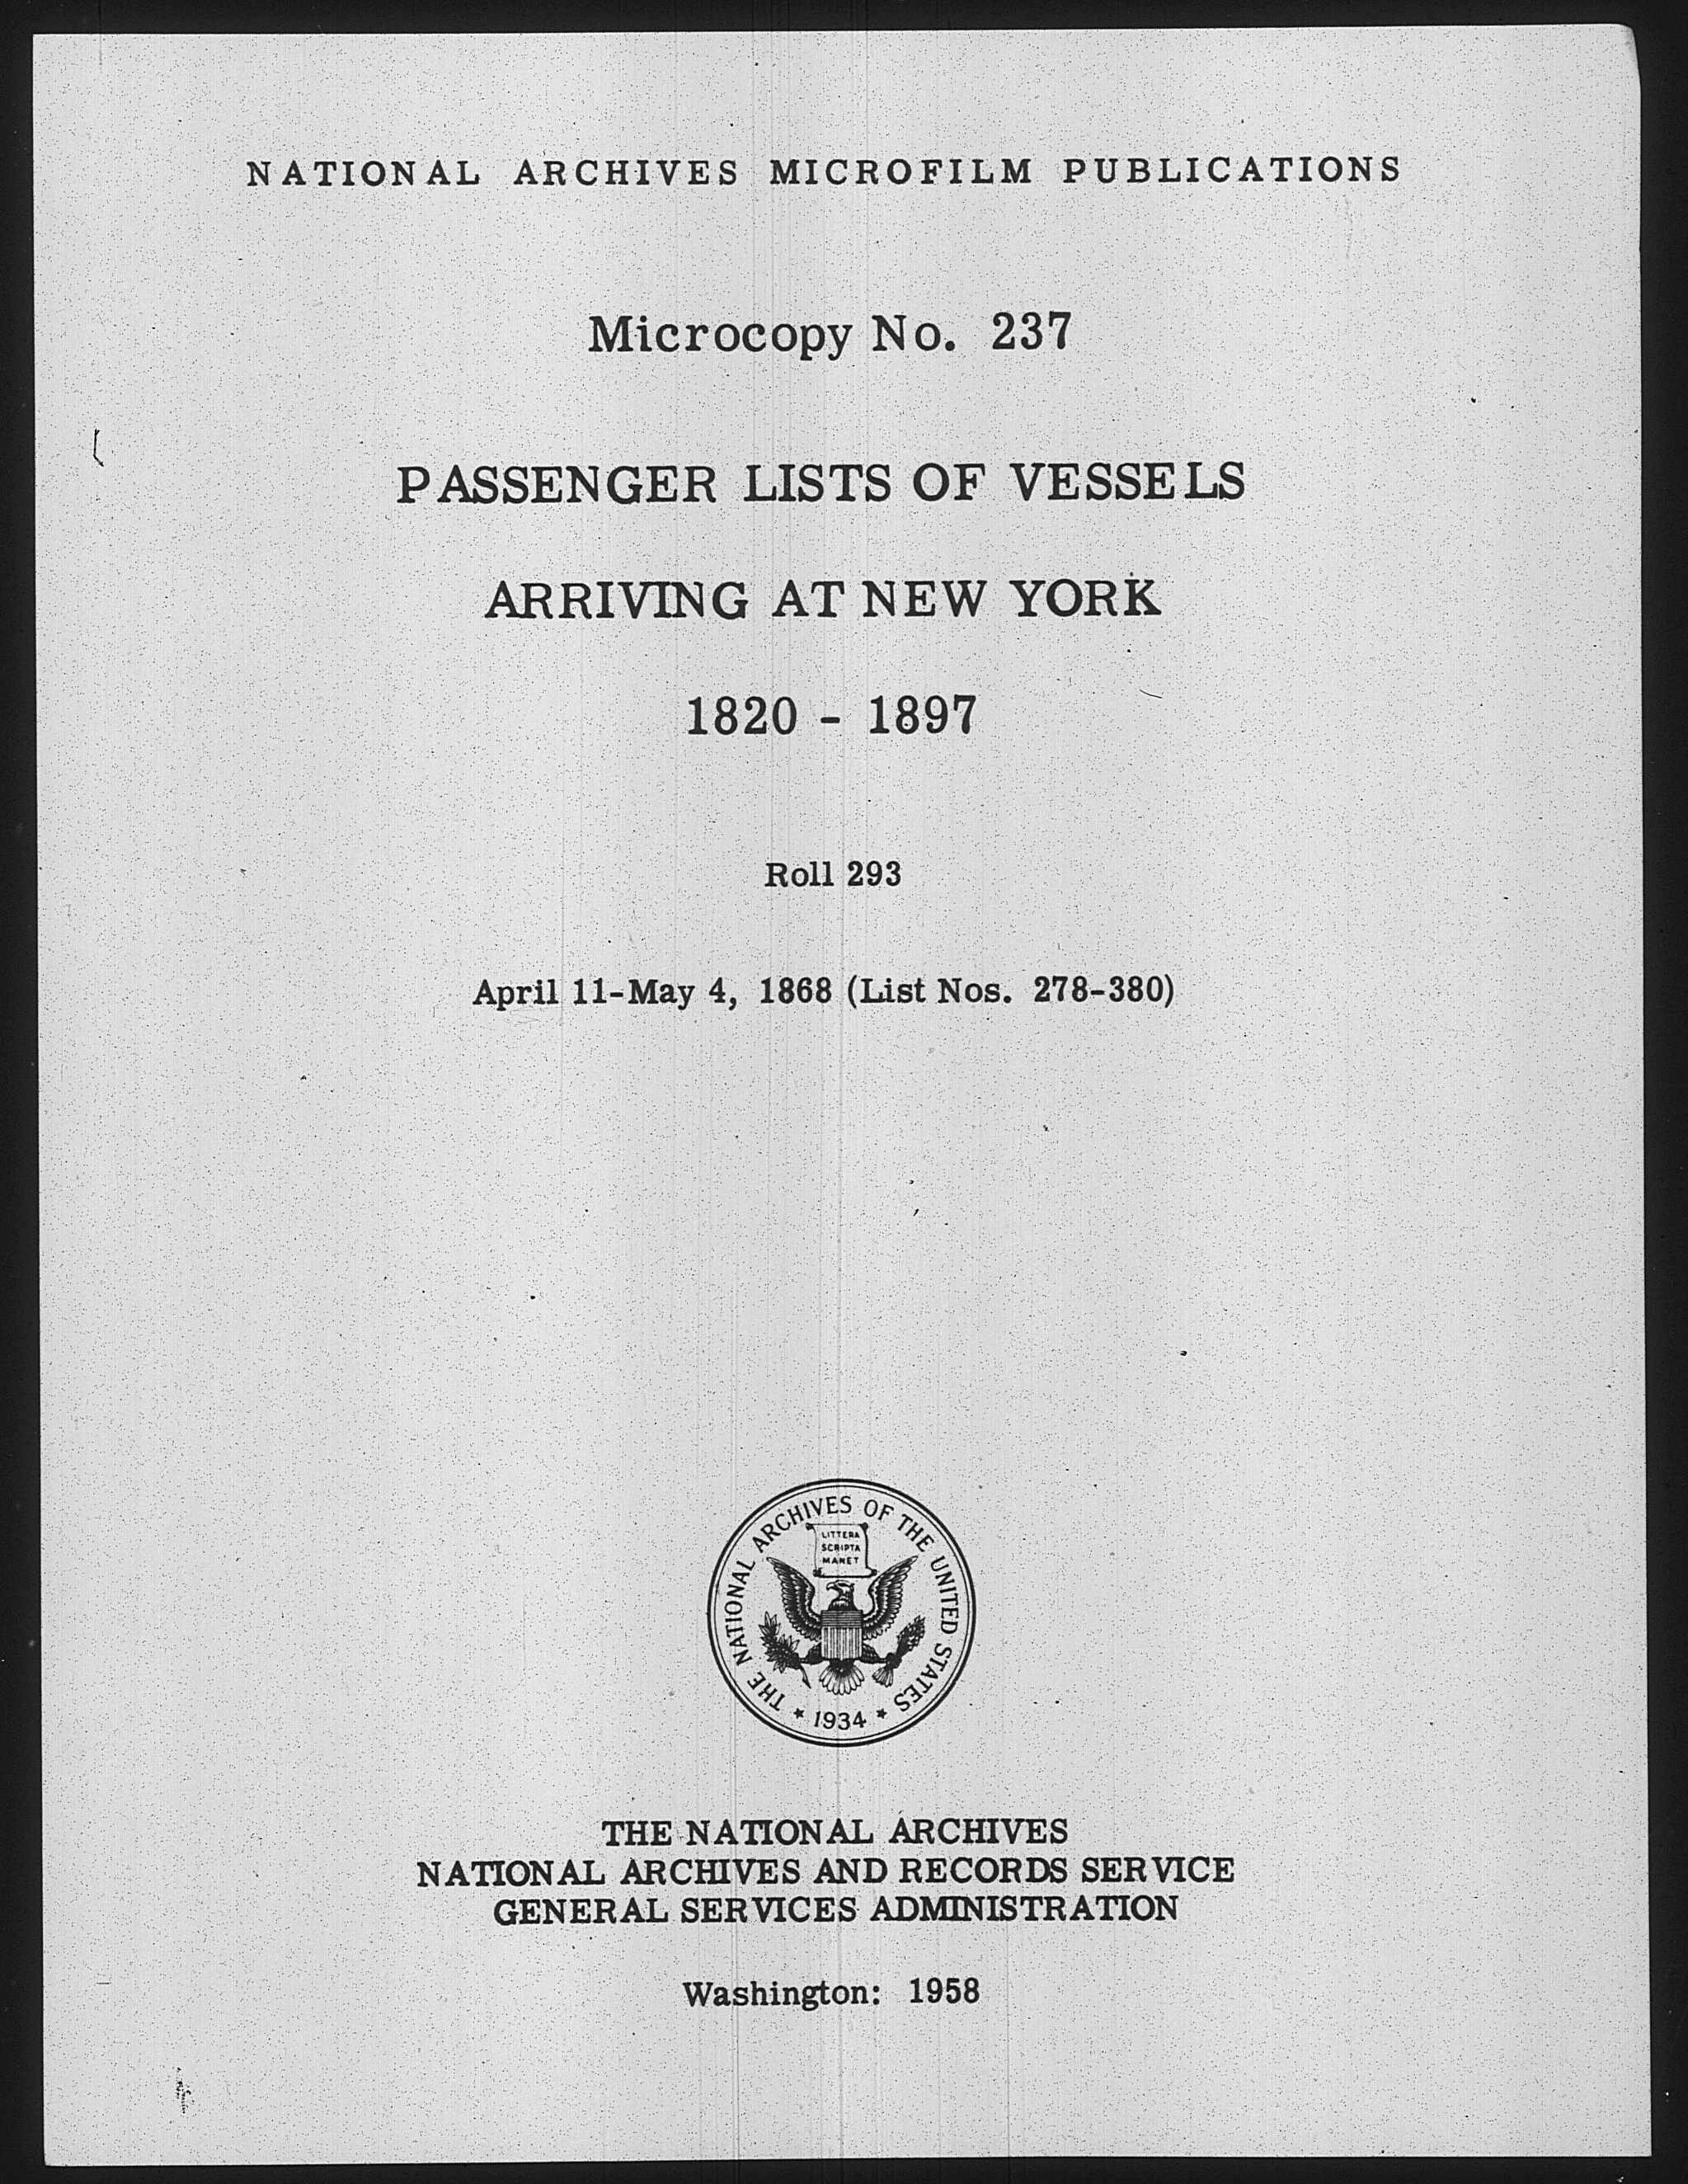 NATIONAL ARCHIVES MICROFILM PUBLICATIONS
Microcopy No. 237
PASSENGER LISTS OF VESSELS
ARRIVING AT NEW YORK
1820 - 1897
Roll 293
April 11-May 4, 1868 (List Nos. 278-380)
THE NATIONAL ARCHIVES OF THE UNITED STATES
LITTERA
SCRIPTA
MANET
* 1934 *
THE NATIONAL ARCHIVES
NATIONAL ARCHIVES AND RECORDS SERVICE
GENERAL SERVICES ADMINISTRATION
Washington: 1958